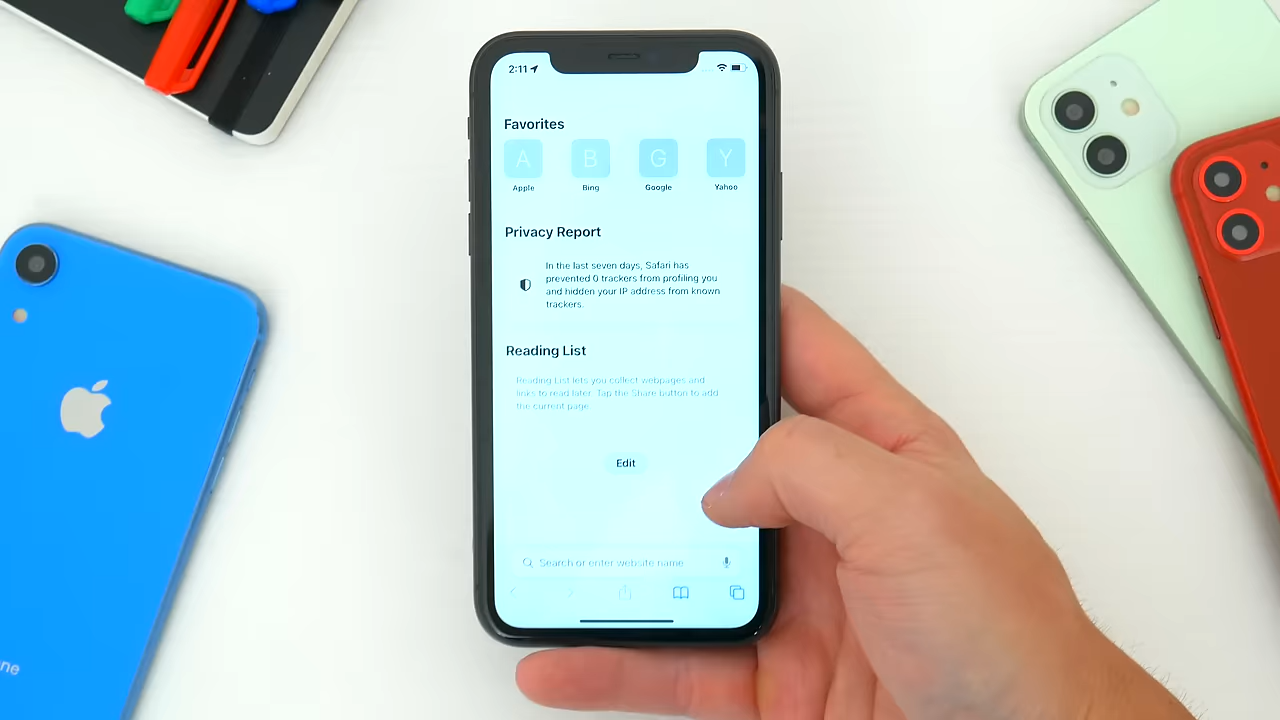 2:11
Favorites
A B G Y
Apple Bing Google Yahoo
Privacy Report
In the last seven days, Safari has
prevented 0 trackers from profiling you
and hidden your IP address from known
trackers.
Reading List
Reading List lets you collect webpages and
links to read later. Tap the Share button to add
the current page.
Edit
Search or enter website name
ne